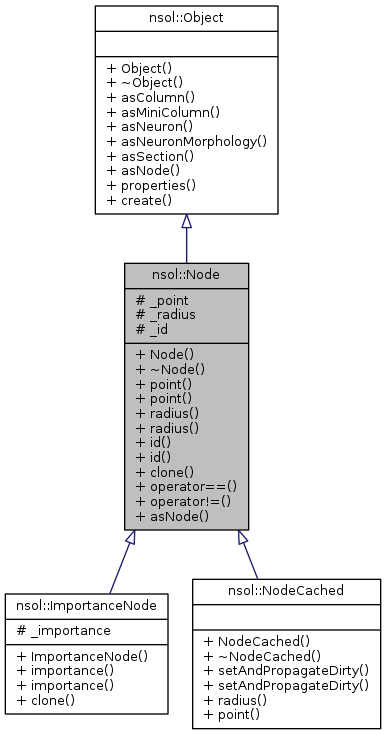 nsol::Object
+ Object()
+ ~Object()
+ asColumn()
+ asMiniColumn()
+ asNeuron()
+ asNeuronMorphology()
+ asSection()
+ asNode()
+ properties()
+ create()
nsol::Node
# _point
# _radius
# _id
+ Node()
+ ~Node()
+ point()
+ point()
+ radius()
+ radius()
+ id()
+ id()
+ clone()
+ operator==()
+ operator!=()
+ asNode()
nsol::ImportanceNode
# _importance
+ ImportanceNode()
+ importance()
+ importance()
+ clone()
nsol::NodeCached
+ NodeCached()
+ ~NodeCached()
+ setAndPropagateDirty()
+ setAndPropagateDirty()
+ radius()
+ point()